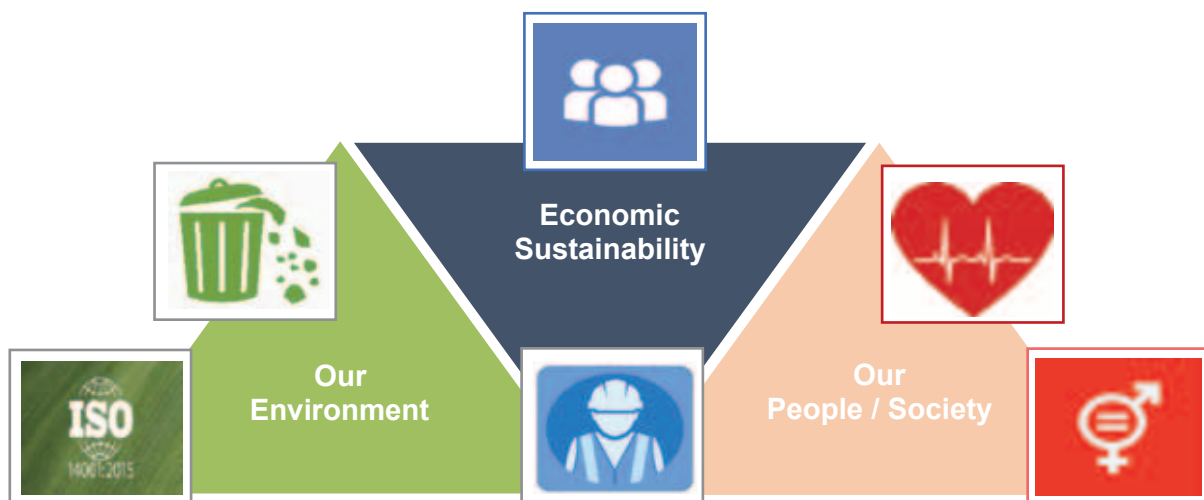 Economic
Sustainability
Our
Environment
Our
People / Society
ISO
14001:2015